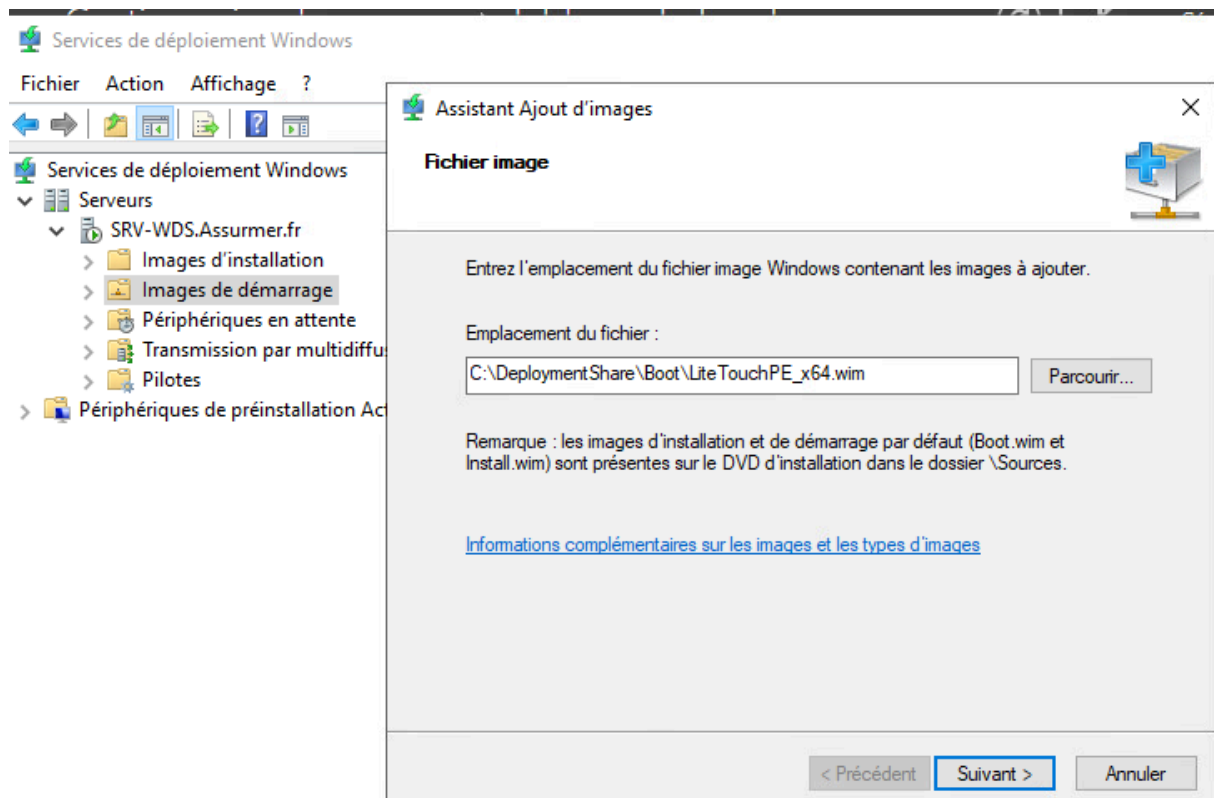 Services de déploiement Windows
Fichier Action Affichage ?
Services de déploiement Windows
Serveurs
SRV-WDS.Assurmer.fr
Images d'installation
Images de démarrage
Périphériques en attente
Transmission par multidiffu
Pilotes
Périphériques de préinstallation Act
Assistant Ajout d'images
Fichier image
Entrez l'emplacement du fichier image Windows contenant les images à ajouter.
Emplacement du fichier :
C:\DeploymentShare\Boot\LiteTouchPE_x64.wim
Parcourir...
Remarque : les images d'installation et de démarrage par défaut (Boot.wim et
Install.wim) sont présentes sur le DVD d'installation dans le dossier \Sources.
Informations complémentaires sur les images et les types d'images
< Précédent Suivant > Annuler